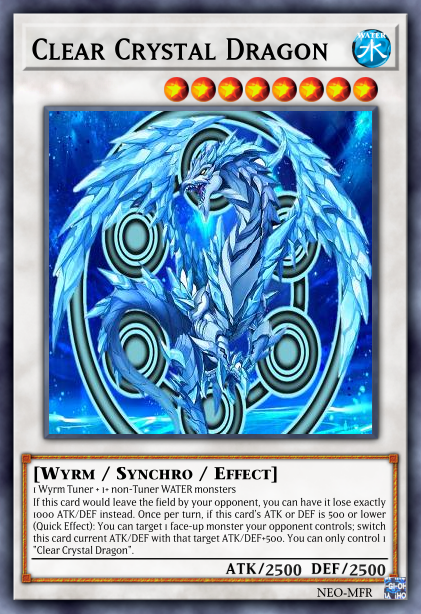 Clear Crystal Dragon
WATER
水
[Wyrm / Synchro / Effect]
1 Wyrm Tuner + 1+ non-Tuner WATER monsters
If this card would leave the field by your opponent, you can have it lose exactly
1000 ATK/DEF instead. Once per turn, if this card's ATK or DEF is 500 or lower
(Quick Effect): You can target 1 face-up monster your opponent controls; switch
this card current ATK/DEF with that target ATK/DEF+500. You can only control 1
"Clear Crystal Dragon".
ATK/2500 DEF/2500
NEO-MFR